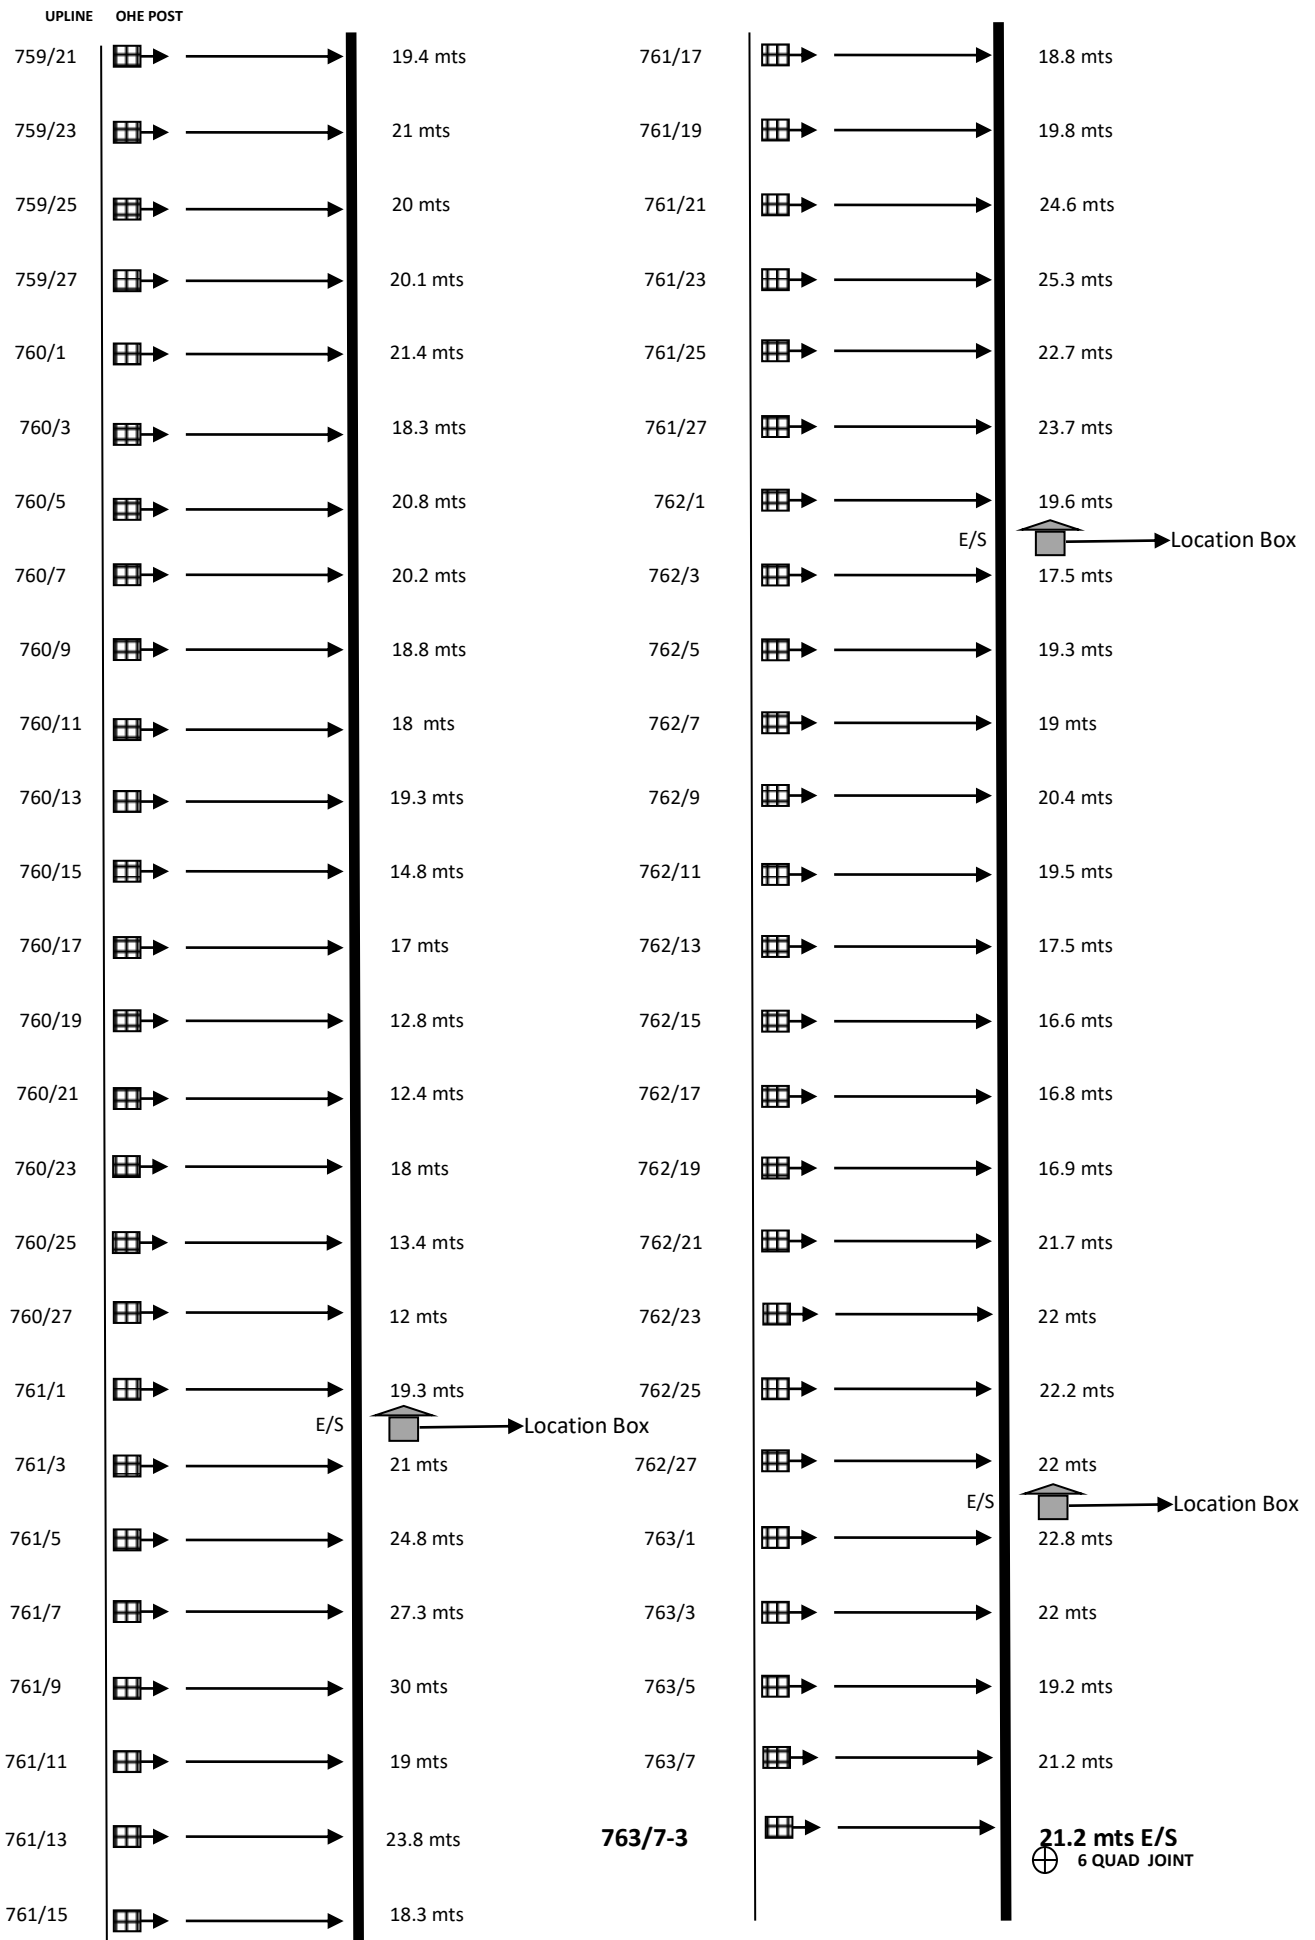 UPLINE OHE POST
759/21 19.4 mts
759/23 21 mts
759/25 20 mts
759/27 20.1 mts
760/1 21.4 mts
760/3 18.3 mts
760/5 20.8 mts
760/7 20.2 mts
760/9 18.8 mts
760/11 18 mts
760/13 19.3 mts
760/15 14.8 mts
760/17 17 mts
760/19 12.8 mts
760/21 12.4 mts
760/23 18 mts
760/25 13.4 mts
760/27 12 mts
761/1 19.3 mts
E/S Location Box
761/3 21 mts
761/5 24.8 mts
761/7 27.3 mts
761/9 30 mts
761/11 19 mts
761/13 23.8 mts
761/15 18.3 mts
761/17 18.8 mts
761/19 19.8 mts
761/21 24.6 mts
761/23 25.3 mts
761/25 22.7 mts
761/27 23.7 mts
762/1 19.6 mts
E/S Location Box
762/3 17.5 mts
762/5 19.3 mts
762/7 19 mts
762/9 20.4 mts
762/11 19.5 mts
762/13 17.5 mts
762/15 16.6 mts
762/17 16.8 mts
762/19 16.9 mts
762/21 21.7 mts
762/23 22 mts
762/25 22.2 mts
762/27 22 mts
E/S Location Box
763/1 22.8 mts
763/3 22 mts
763/5 19.2 mts
763/7 21.2 mts
763/7-3 21.2 mts E/S
6 QUAD JOINT